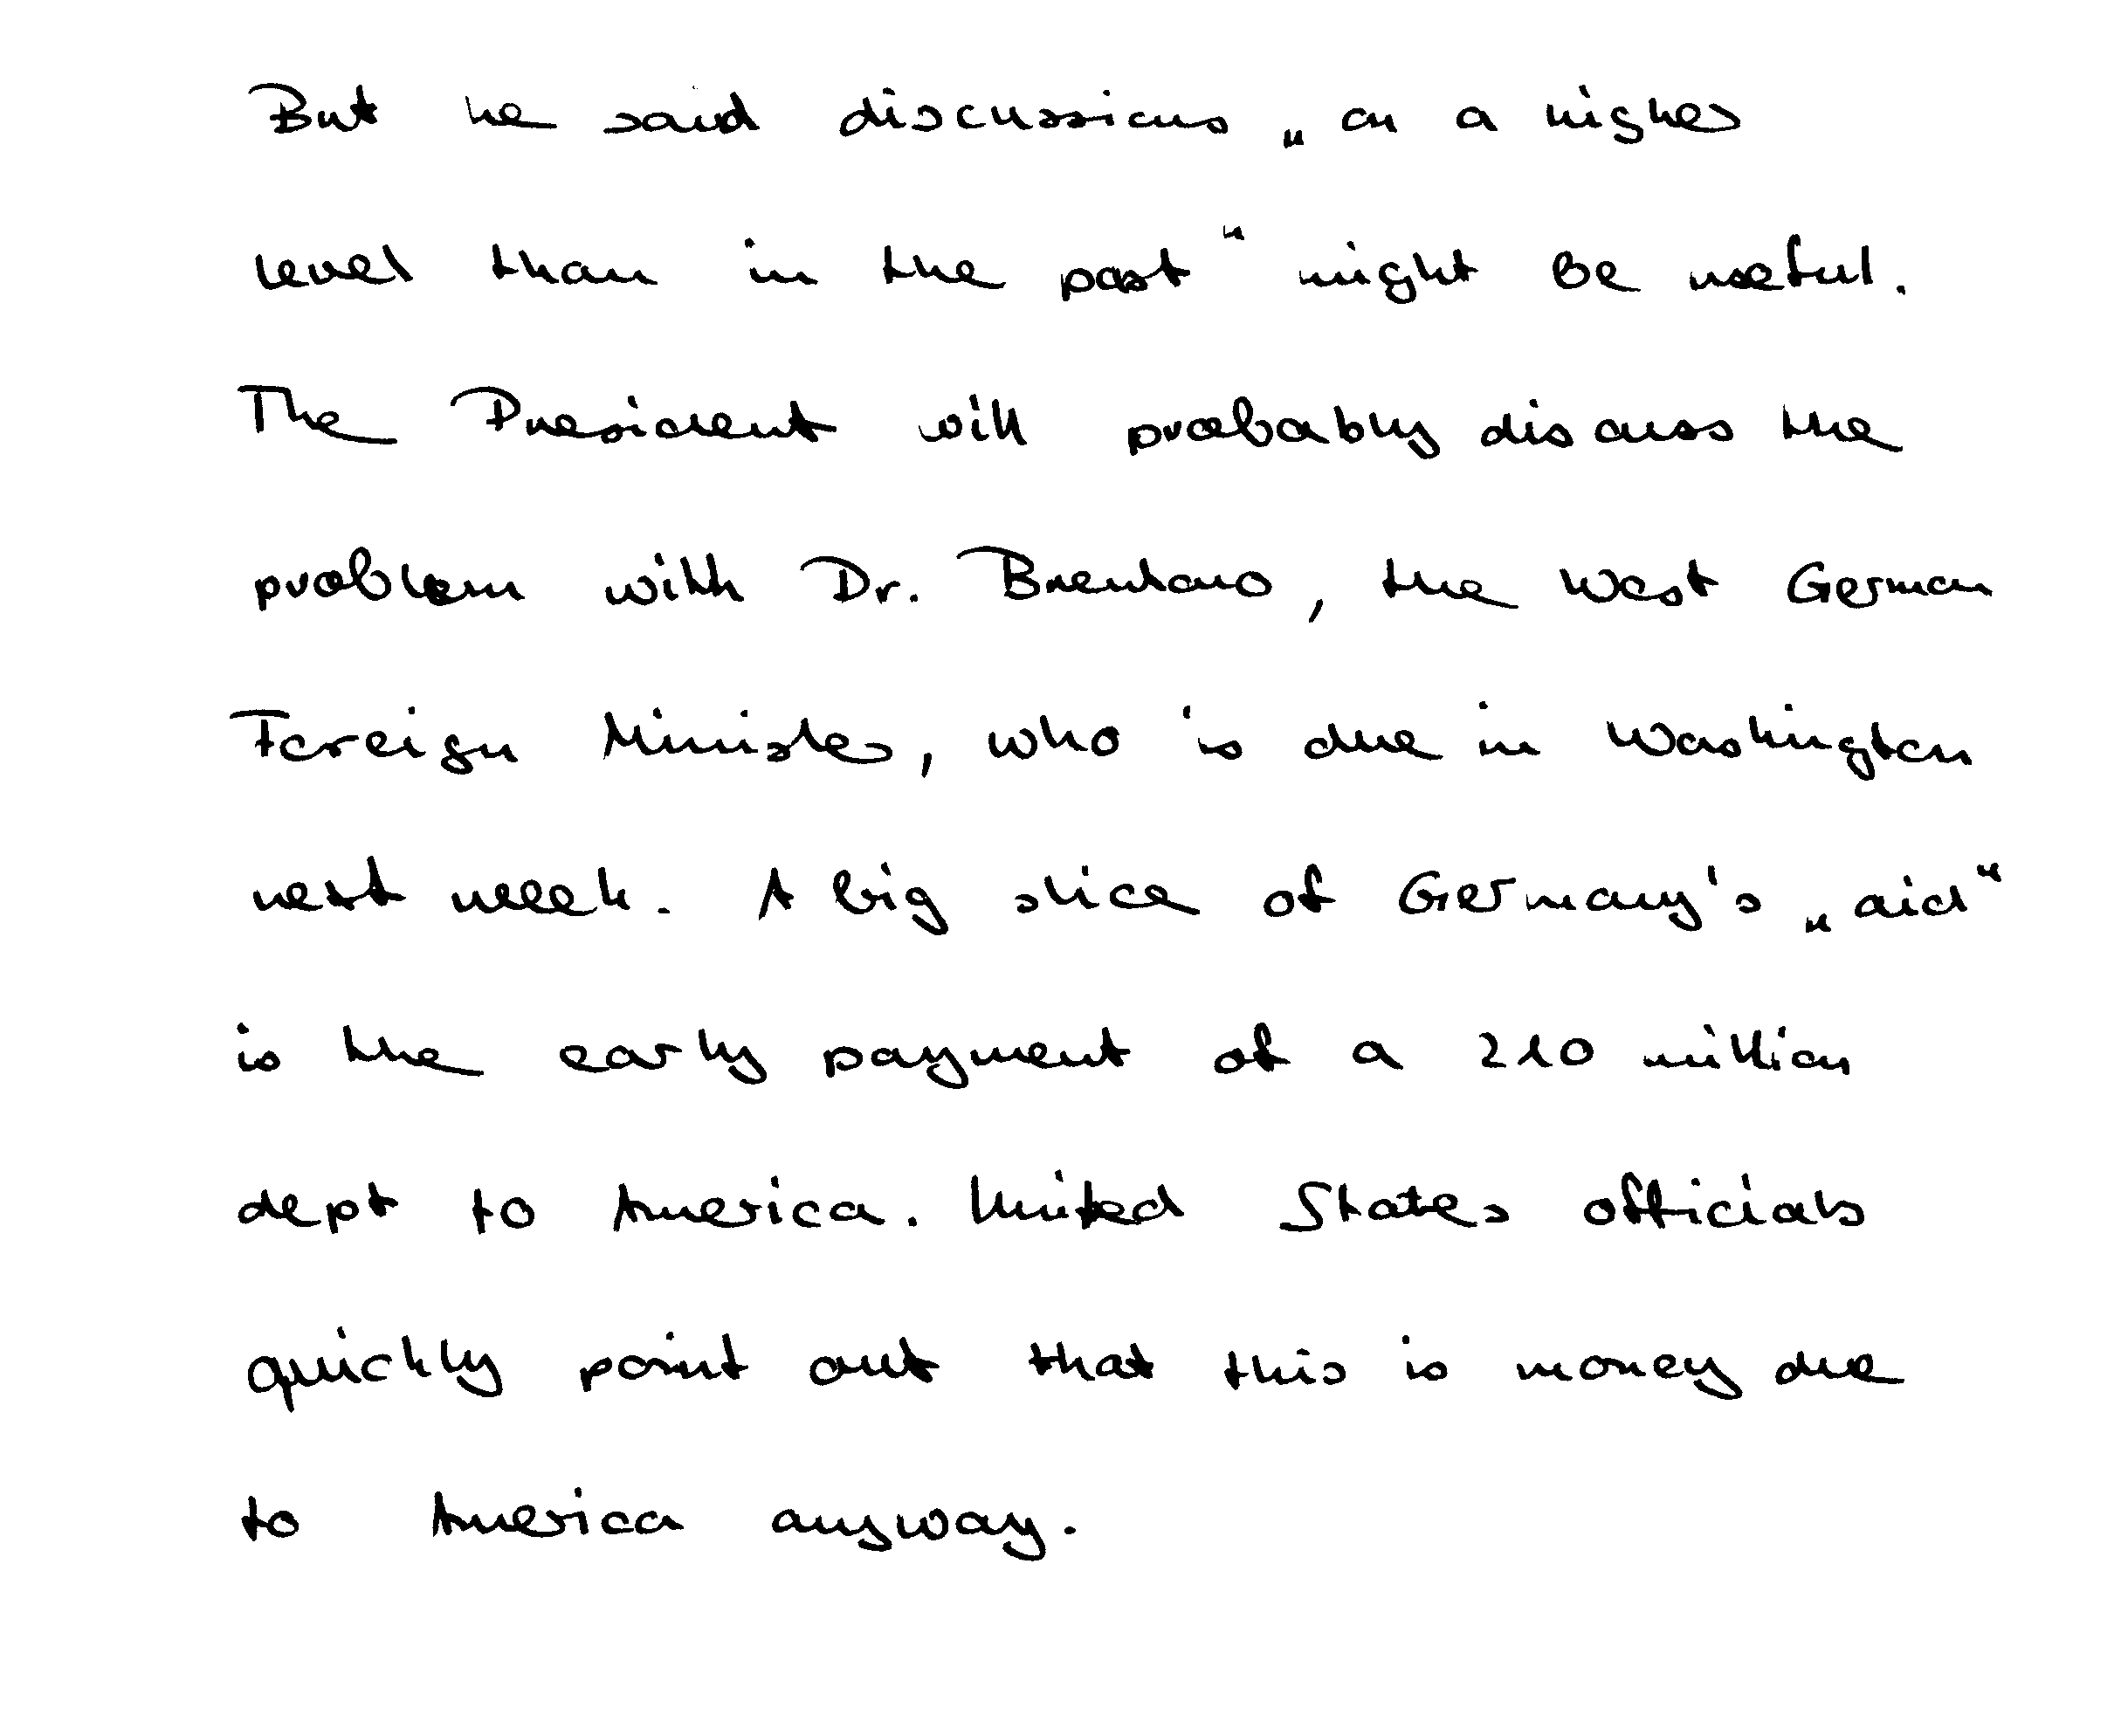 But he said discussions „on a higher
level than in the past“ might be useful.
The President will probably discuss the
problem with Dr. Brentano, the West German
Foreign Minister, who is due in Washington
next week. A big slice of Germany's „aid“
is the early payment of a 210 million
dept to America. United States officials
quickly point out that this is money due
to America anyway.